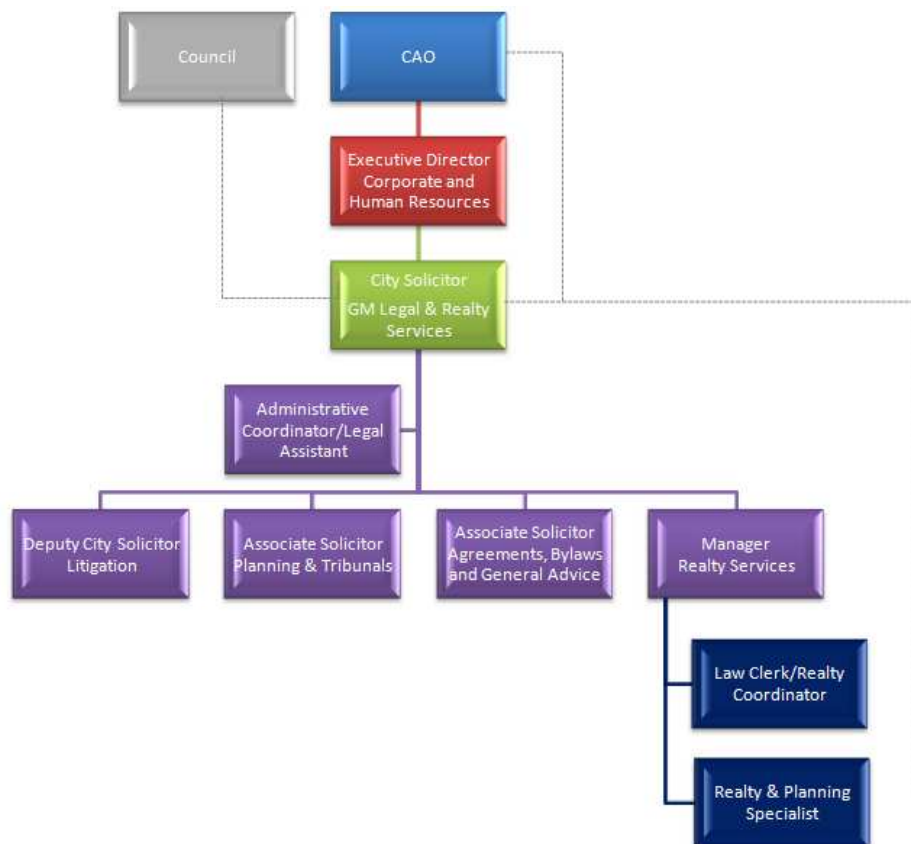 Council
CAO
Executive Director
Corporate and
Human Resources
City Solicitor
GM Legal & Realty
Services
Administrative
Coordinator/Legal
Assistant
Deputy City Solicitor
Litigation
Associate Solicitor
Planning & Tribunals
Associate Solicitor
Agreements, Bylaws
and General Advice
Manager
Realty Services
Law Clerk/Realty
Coordinator
Realty & Planning
Specialist